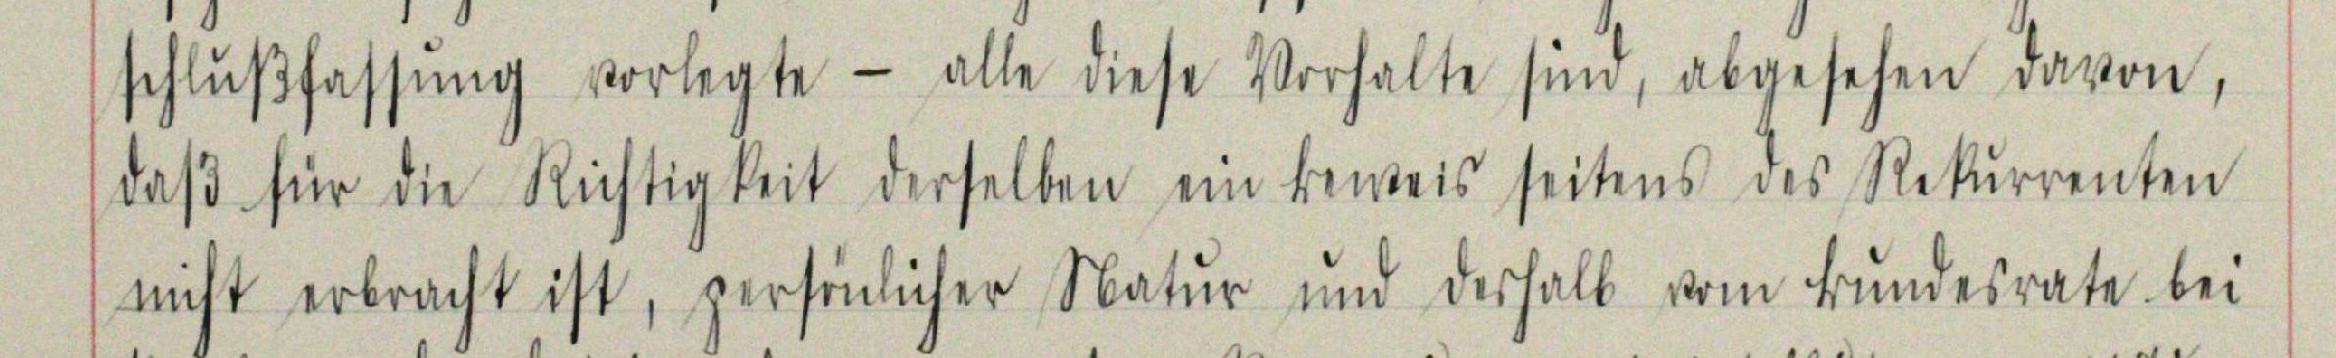 schlußfassung vorlegte – alle diese Vorhalte sind, abgesehen davon,
daß für die Richtigkeit derselben ein Beweis seitens des Rekurrenten
nicht erbracht ist, persönlicher Natur und deshalb vom Bundesrate bei